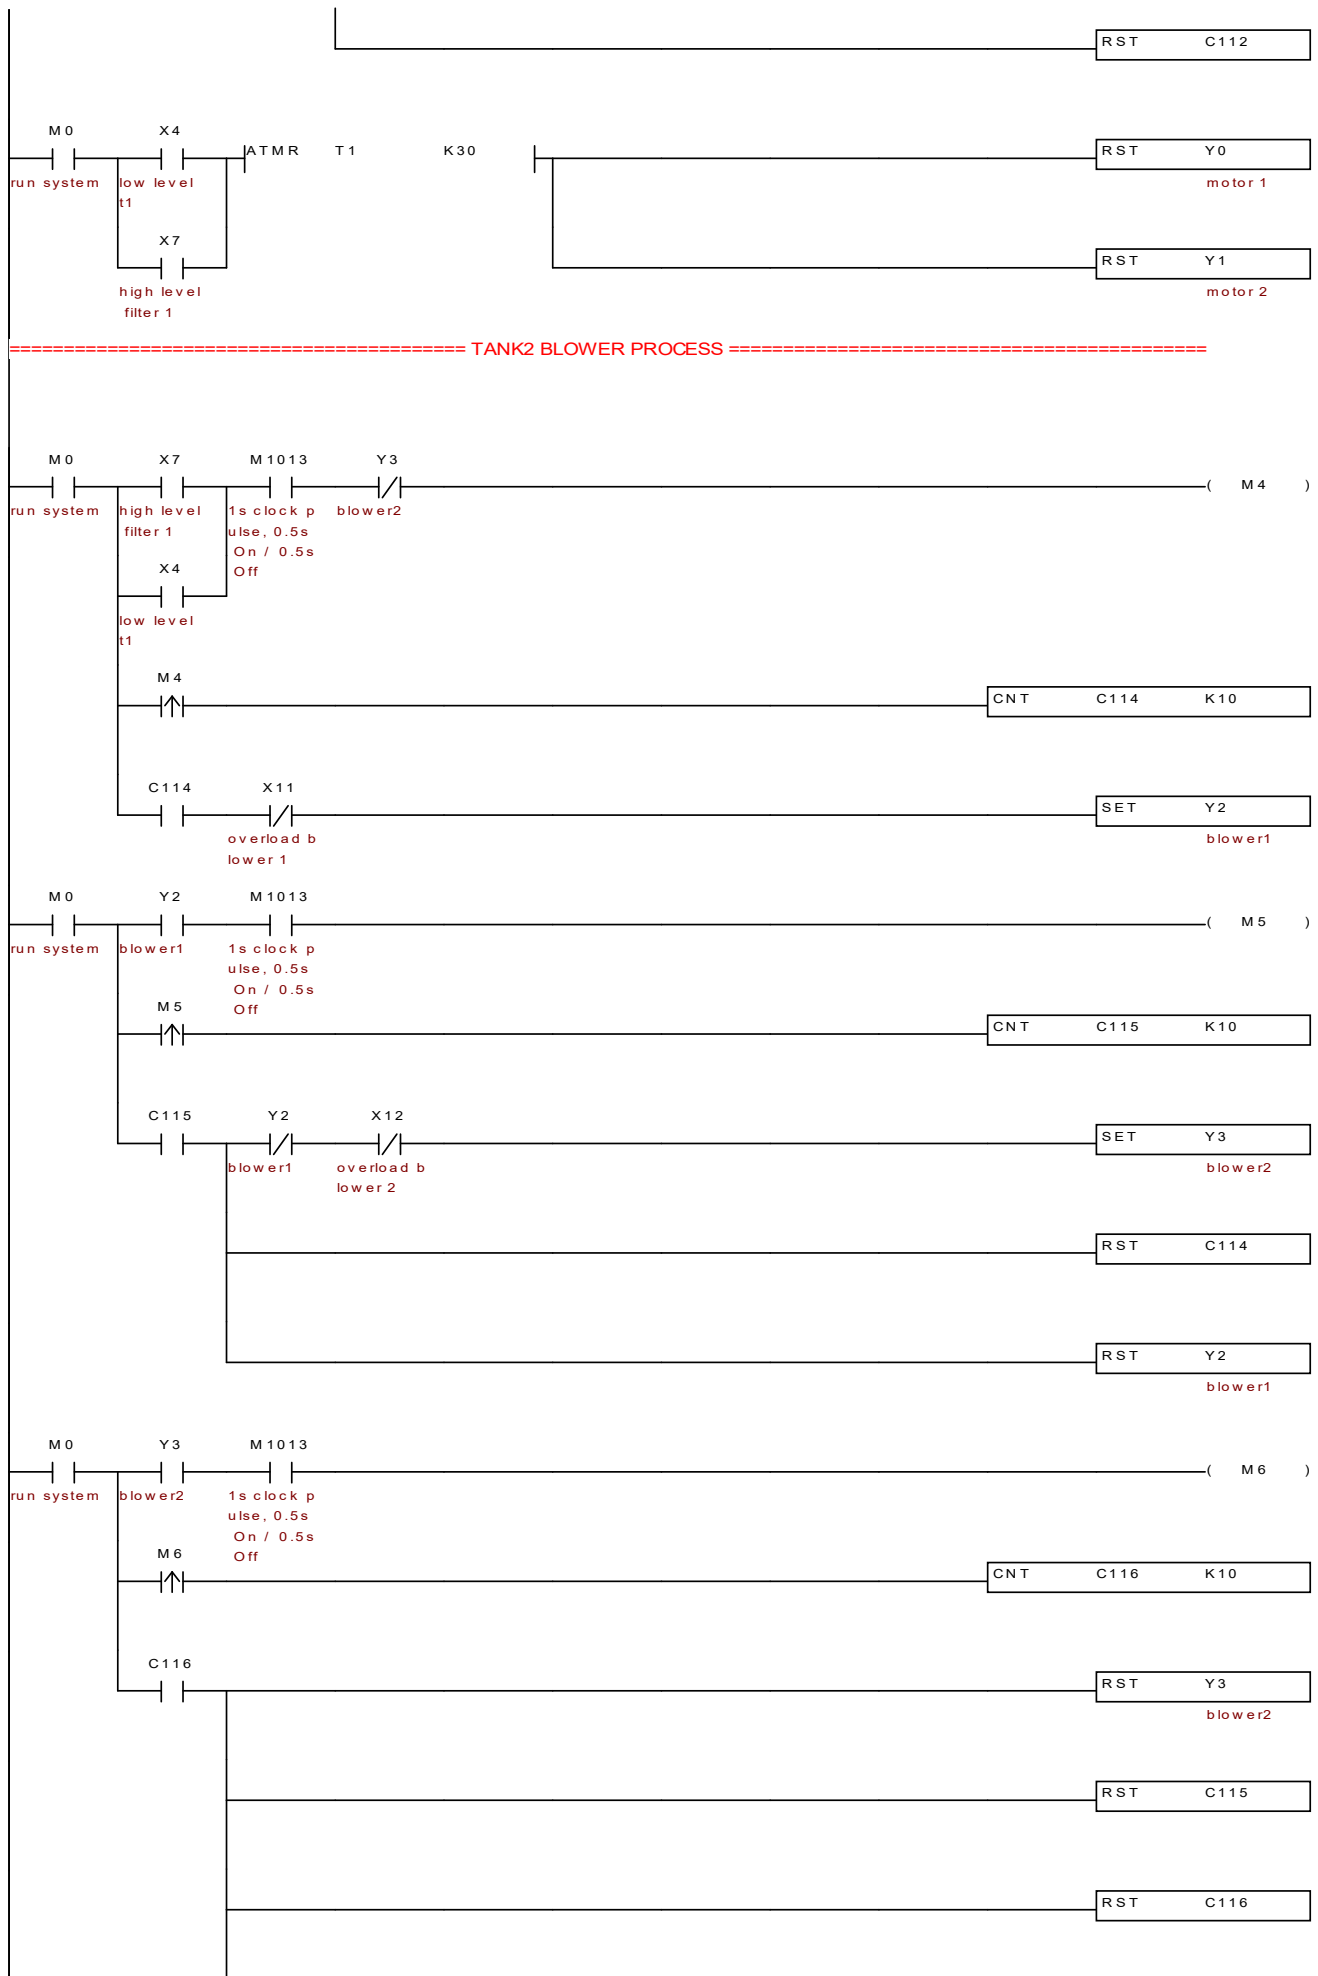 RST C112
M0 X4
ATMR T1 K30
RST Y0
run system low level
t1
motor 1
X7
RST Y1
high level
filter 1
motor 2
========================================== TANK2 BLOWER PROCESS ============================================
M0 X7 M1013 Y3
( M4 )
run system high level 1s clock p blower2
filter 1 ulse, 0.5s
On / 0.5s
X4 Off
low level
t1
M4
CNT C114 K10
C114 X11
SET Y2
overload b blower1
lower 1
M0 Y2 M1013
( M5 )
run system blower1 1s clock p
ulse, 0.5s
On / 0.5s
M5 Off
CNT C115 K10
C115 Y2 X12
SET Y3
blower1 overload b blower2
lower 2
RST C114
RST Y2
blower1
M0 Y3 M1013
( M6 )
run system blower2 1s clock p
ulse, 0.5s
On / 0.5s
M6 Off
CNT C116 K10
C116
RST Y3
blower2
RST C115
RST C116